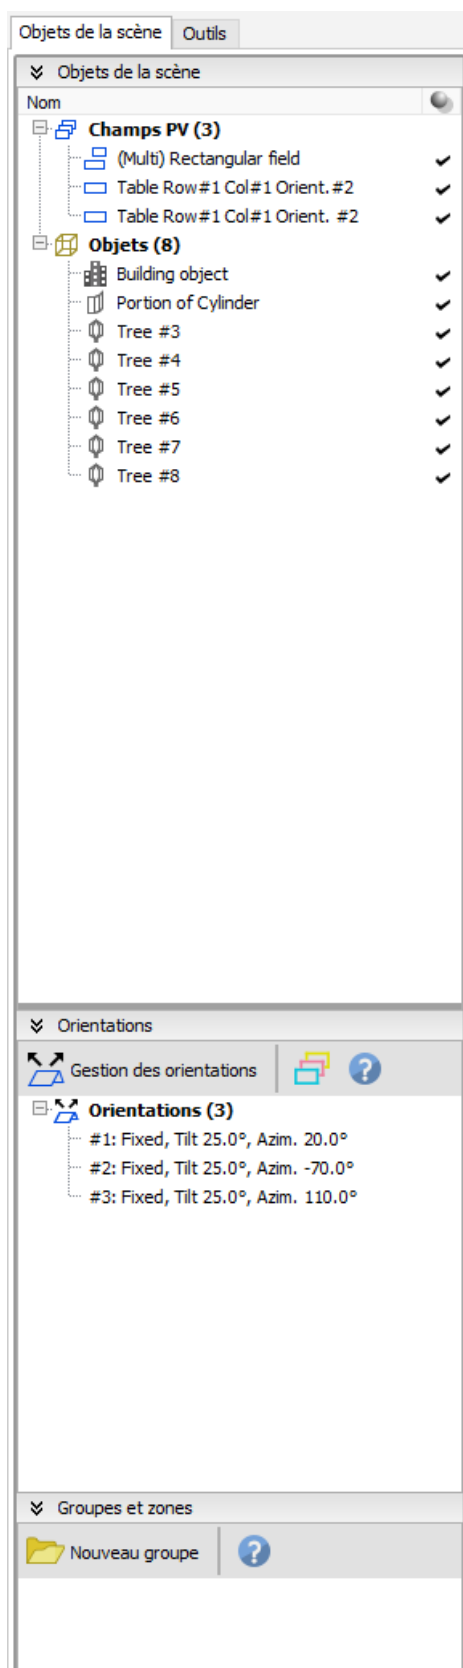 Objets de la scène Outils
Objets de la scène
Nom
Champs PV (3)
(Multi) Rectangular field
Table Row#1 Col#1 Orient. #2
Table Row#1 Col#1 Orient. #2
Objets (8)
Building object
Portion of Cylinder
Tree #3
Tree #4
Tree #5
Tree #6
Tree #7
Tree #8
Orientations
Gestion des orientations
Orientations (3)
#1: Fixed, Tilt 25.0°, Azim. 20.0°
#2: Fixed, Tilt 25.0°, Azim. -70.0°
#3: Fixed, Tilt 25.0°, Azim. 110.0°
Groupes et zones
Nouveau groupe